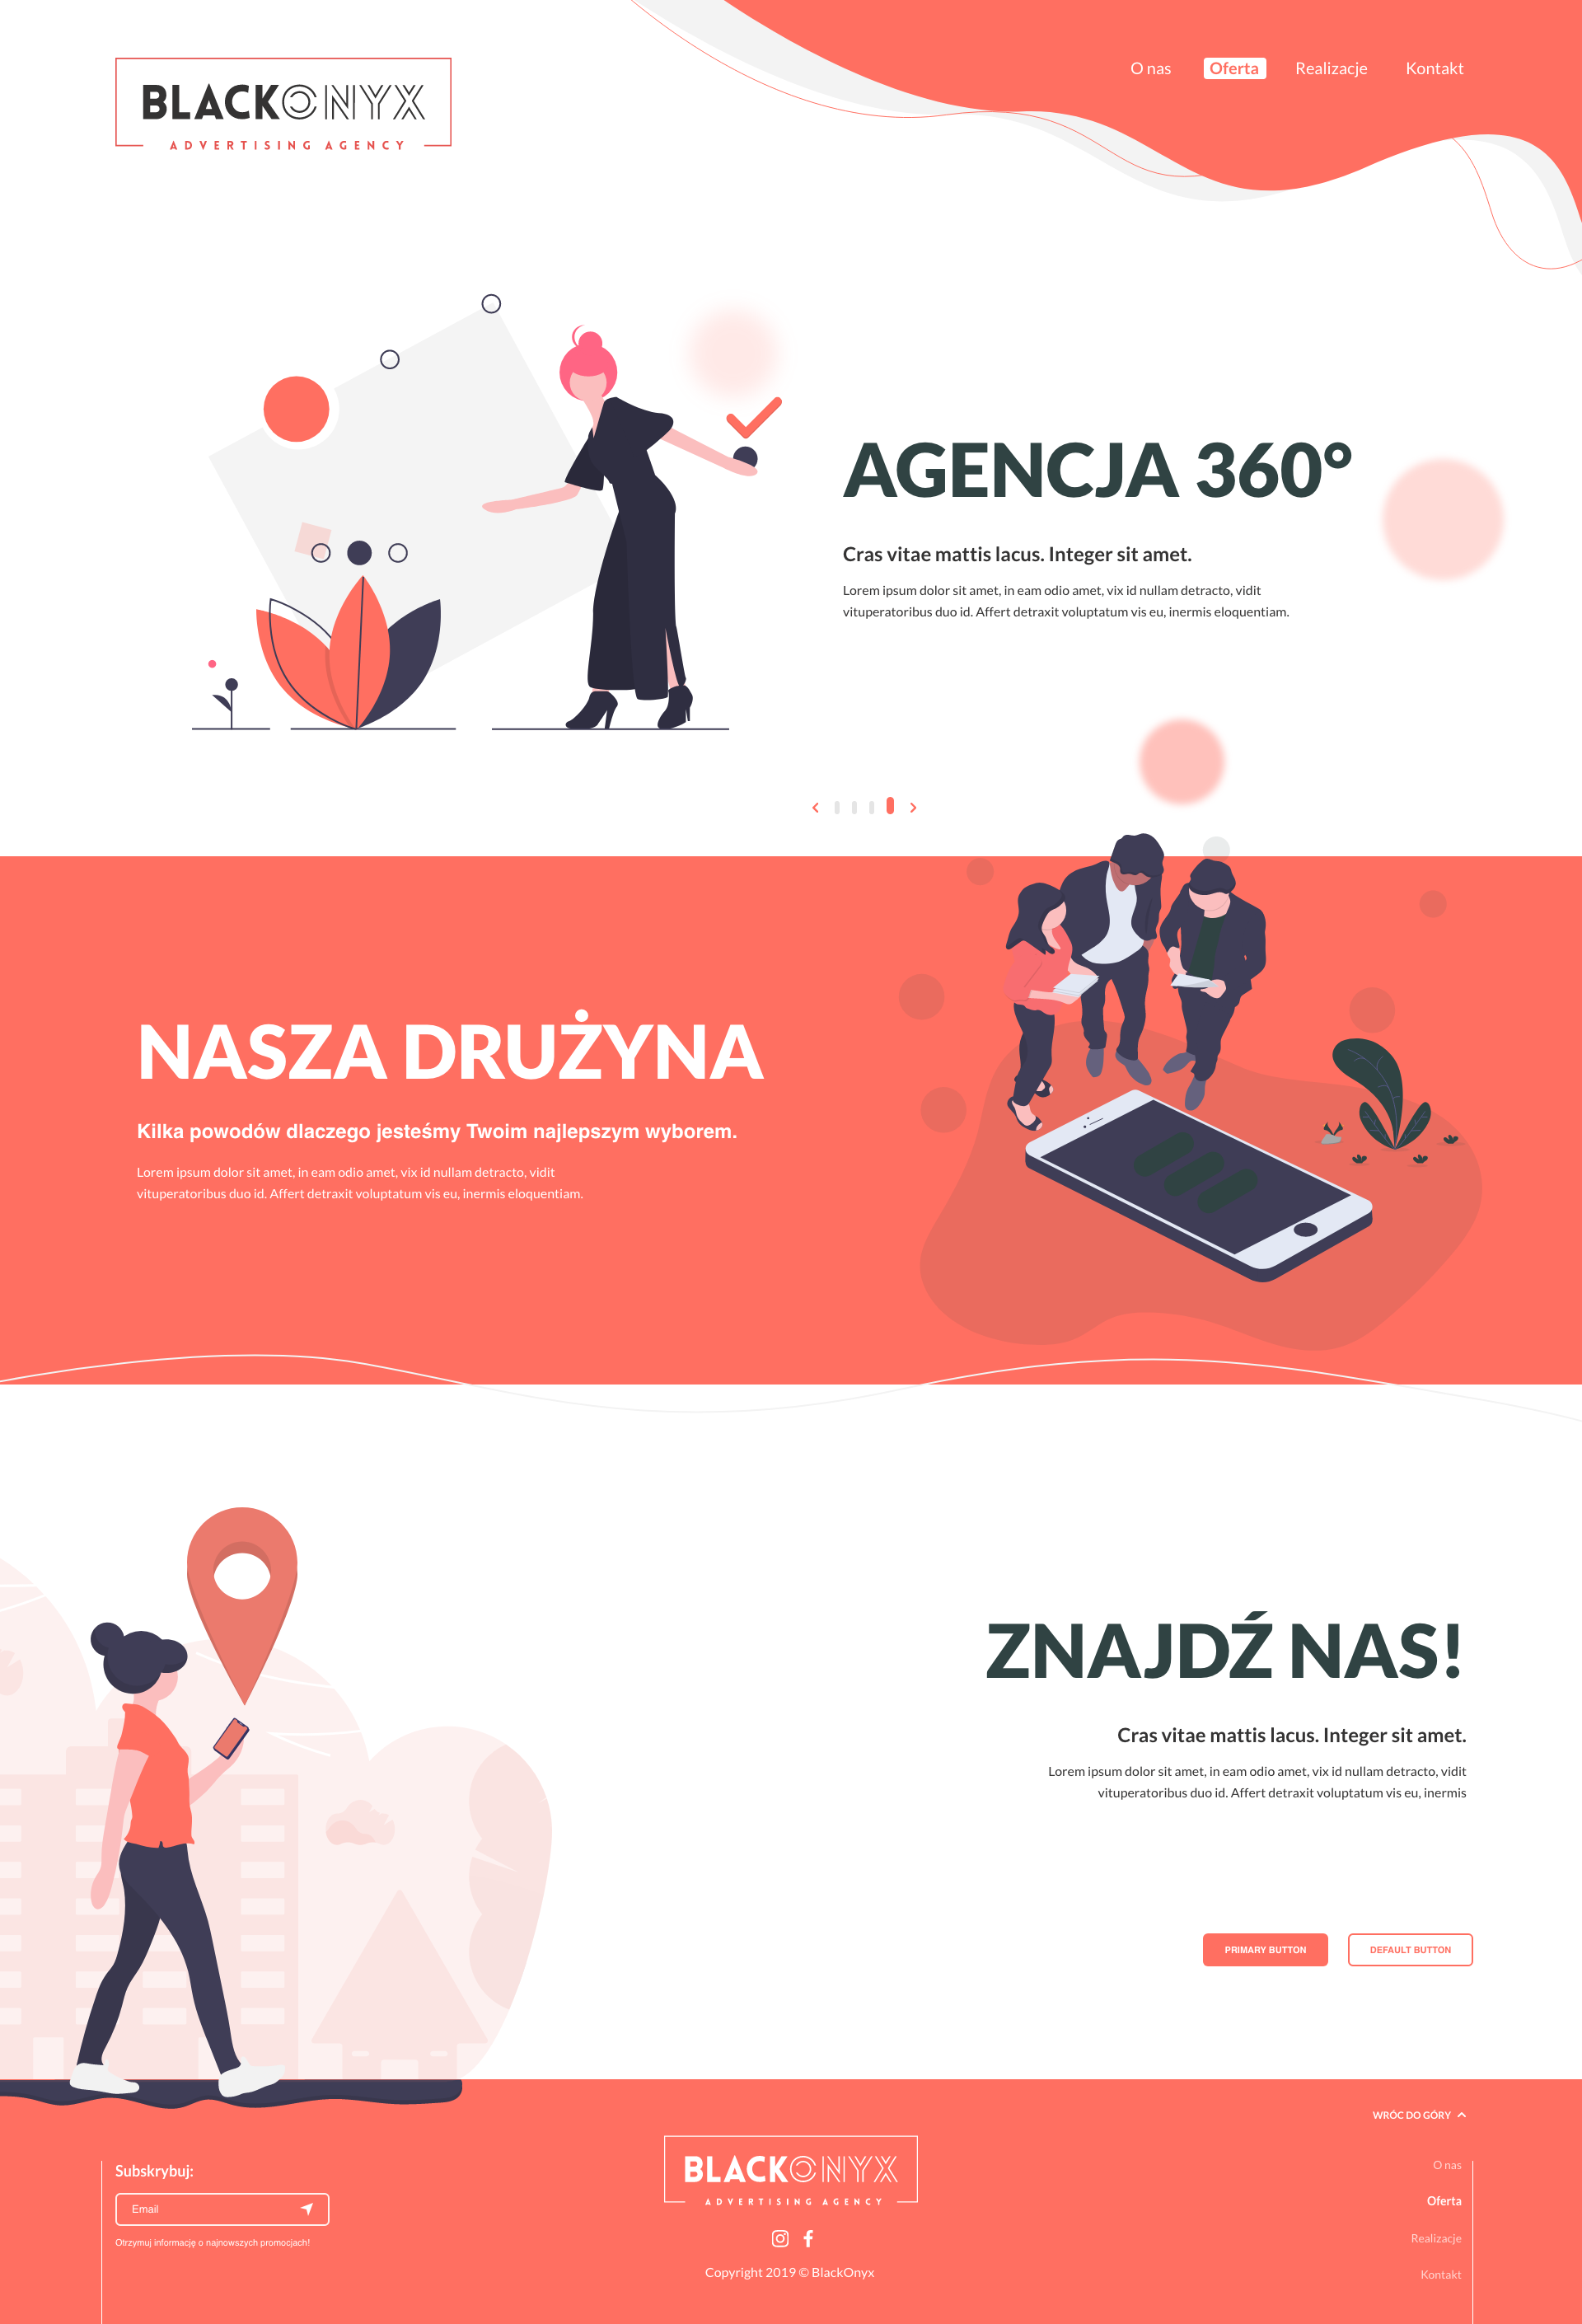 BLACKONYX
ADVERTISING AGENCY
O nas
Oferta
Realizacje
Kontakt
AGENCJA 360°
Cras vitae mattis lacus. Integer sit amet.
Lorem ipsum dolor sit amet, in eam odio amet, vix id nullam detracto, vidit
vituperatoribus duo id. Affert detraxit voluptatum vis eu, inermis eloquentiam.
NASZA DRUŻYNA
Kilka powodów dlaczego jesteśmy Twoim najlepszym wyborem.
Lorem ipsum dolor sit amet, in eam odio amet, vix id nullam detracto, vidit
vituperatoribus duo id. Affert detraxit voluptatum vis eu, inermis eloquentiam.
ZNAJDŹ NAS!
Cras vitae mattis lacus. Integer sit amet.
Lorem ipsum dolor sit amet, in eam odio amet, vix id nullam detracto, vidit
vituperatoribus duo id. Affert detraxit voluptatum vis eu, inermis
PRIMARY BUTTON
DEFAULT BUTTON
WRÓC DO GÓRY
Subskrybuj:
Email
Otrzymuj informację o najnowszych promocjach!
BLACKONYX
ADVERTISING AGENCY
Copyright 2019 © BlackOnyx
O nas
Oferta
Realizacje
Kontakt